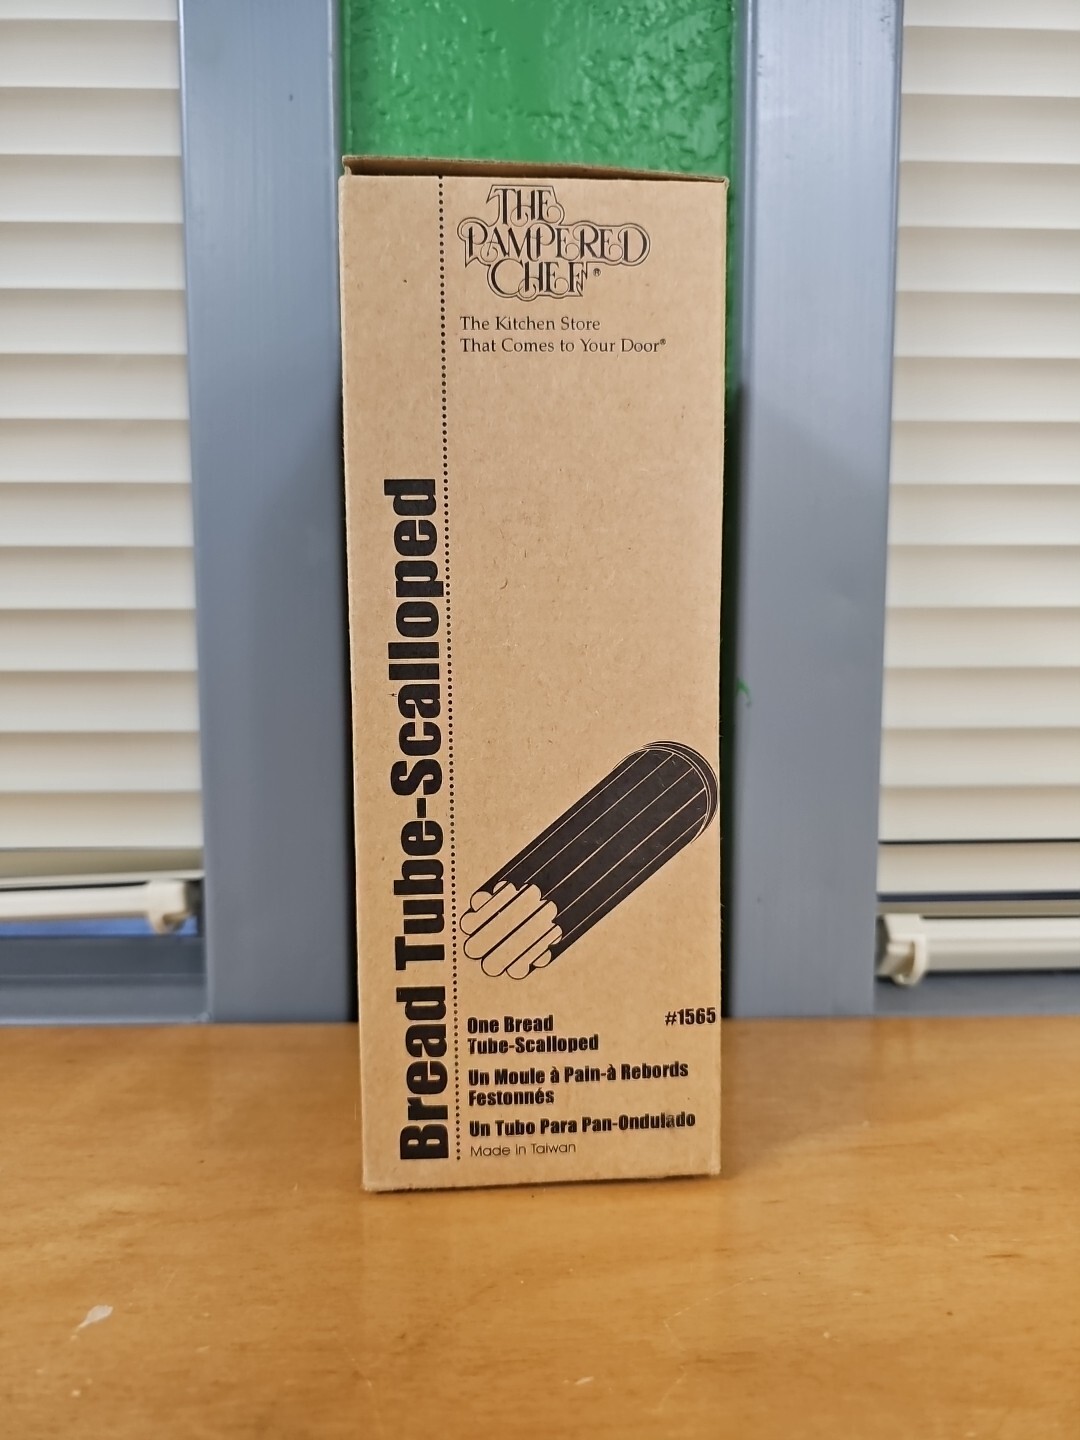 THE
PAMPERED
CHEF®
The Kitchen Store
That Comes to Your Door®
Bread Tube-Scalloped
One Bread
Tube-Scalloped
#1565
Un Moule à Pain-à Rebords
Festonnés
Un Tubo Para Pan-Ondulado
Made in Taiwan